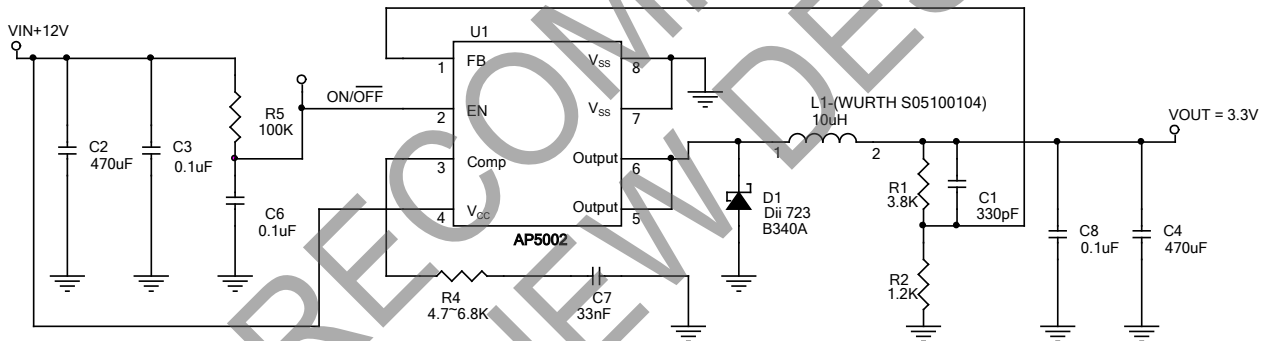 VIN+12V
C2
470uF
C3
0.1uF
R5
100K
C6
0.1uF
ON/OFF
U1
1
FB
2
EN
3
Comp
4
VCC
VSS
8
VSS
7
Output
6
Output
5
AP5002
R4
4.7~6.8K
C7
33nF
D1
Dii 723
B340A
L1-(WURTH S05100104)
10uH
1
2
R1
3.8K
C1
330pF
R2
1.2K
C8
0.1uF
C4
470uF
VOUT = 3.3V